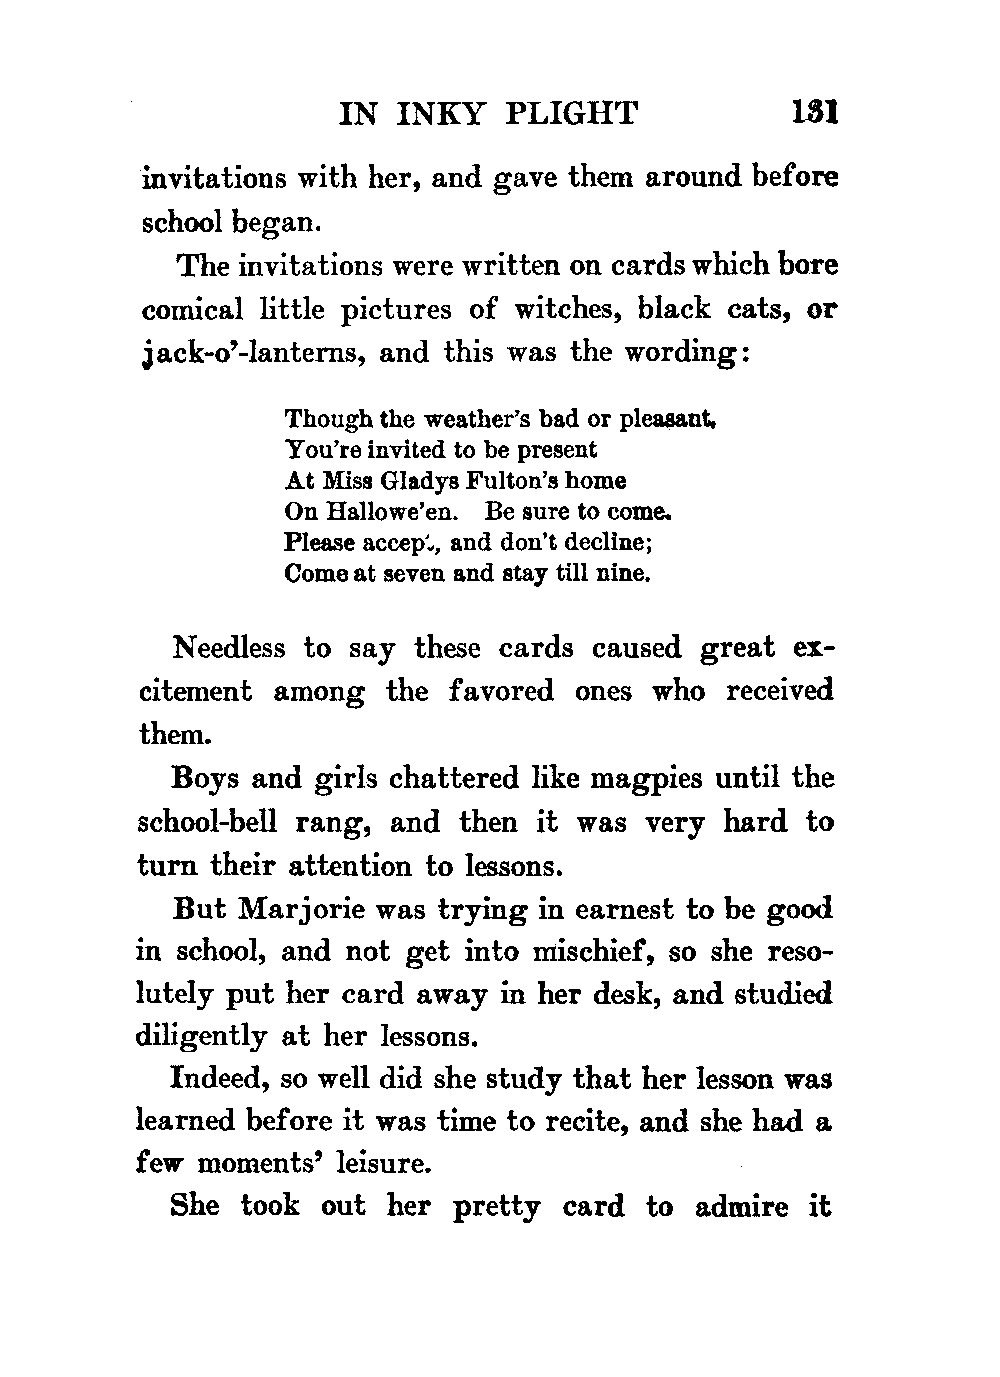 IN INKY PLIGHT 131
invitations with her, and gave them around before
school began.
The invitations were written on cards which bore
comical little pictures of witches, black cats, or
jack-o'-lanterns, and this was the wording:
Though the weather's bad or pleasant,
You're invited to be present
At Miss Gladys Fulton's home
On Hallowe'en. Be sure to come.
Please accept, and don't decline;
Come at seven and stay till nine.
Needless to say these cards caused great ex-
citement among the favored ones who received
them.
Boys and girls chattered like magpies until the
school-bell rang, and then it was very hard to
turn their attention to lessons.
But Marjorie was trying in earnest to be good
in school, and not get into mischief, so she reso-
lutely put her card away in her desk, and studied
diligently at her lessons.
Indeed, so well did she study that her lesson was
learned before it was time to recite, and she had a
few moments' leisure.
She took out her pretty card to admire it